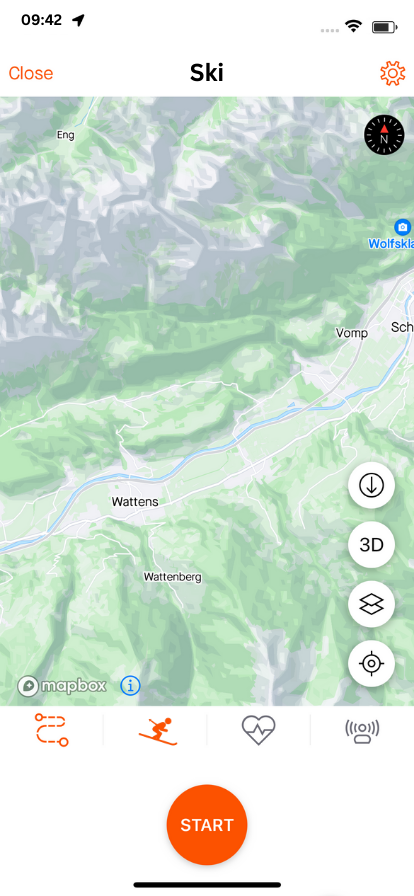 09:42
Close
Ski
Eng
N
Wolfskla
Vomp
Sch
Wattens
3D
Wattenberg
mapbox
START